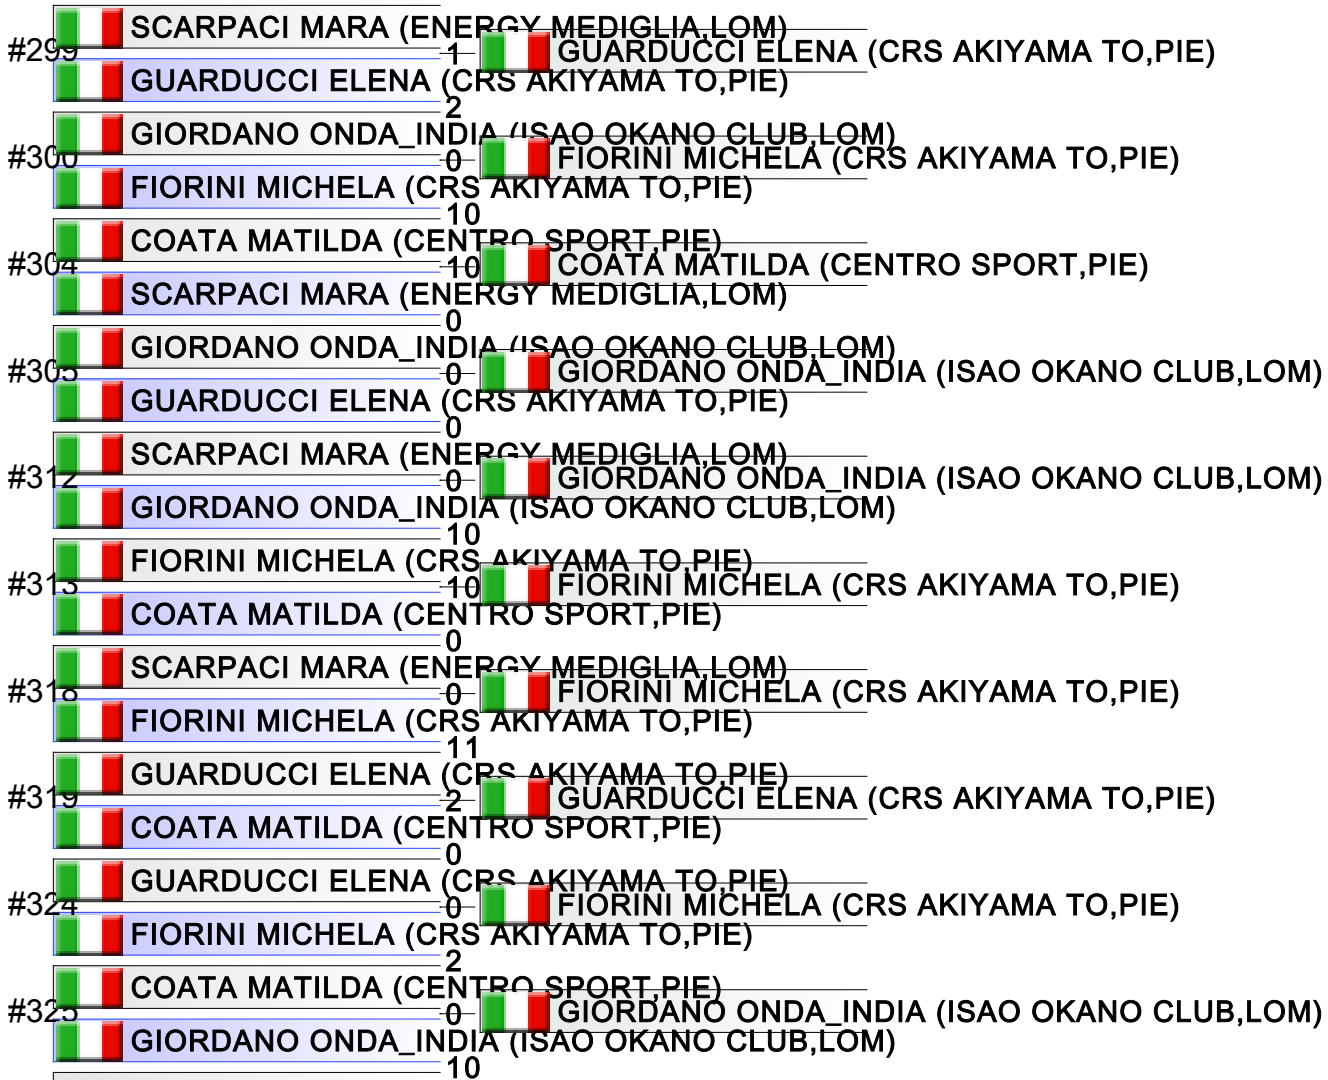 SCARPACI MARA (ENERGY MEDIGLIA,LOM)
#299 1 GUARDUCCI ELENA (CRS AKIYAMA TO,PIE)
GUARDUCCI ELENA (CRS AKIYAMA TO,PIE)
2
GIORDANO ONDA_INDIA (ISAO OKANO CLUB,LOM)
#300 0 FIORINI MICHELA (CRS AKIYAMA TO,PIE)
FIORINI MICHELA (CRS AKIYAMA TO,PIE)
10
COATA MATILDA (CENTRO SPORT,PIE)
#304 10 COATA MATILDA (CENTRO SPORT,PIE)
SCARPACI MARA (ENERGY MEDIGLIA,LOM)
0
GIORDANO ONDA_INDIA (ISAO OKANO CLUB,LOM)
#305 0 GIORDANO ONDA_INDIA (ISAO OKANO CLUB,LOM)
GUARDUCCI ELENA (CRS AKIYAMA TO,PIE)
0
SCARPACI MARA (ENERGY MEDIGLIA,LOM)
#312 0 GIORDANO ONDA_INDIA (ISAO OKANO CLUB,LOM)
GIORDANO ONDA_INDIA (ISAO OKANO CLUB,LOM)
10
FIORINI MICHELA (CRS AKIYAMA TO,PIE)
#313 10 FIORINI MICHELA (CRS AKIYAMA TO,PIE)
COATA MATILDA (CENTRO SPORT,PIE)
0
SCARPACI MARA (ENERGY MEDIGLIA,LOM)
#318 0 FIORINI MICHELA (CRS AKIYAMA TO,PIE)
FIORINI MICHELA (CRS AKIYAMA TO,PIE)
11
GUARDUCCI ELENA (CRS AKIYAMA TO,PIE)
#319 2 GUARDUCCI ELENA (CRS AKIYAMA TO,PIE)
COATA MATILDA (CENTRO SPORT,PIE)
0
GUARDUCCI ELENA (CRS AKIYAMA TO,PIE)
#324 0 FIORINI MICHELA (CRS AKIYAMA TO,PIE)
FIORINI MICHELA (CRS AKIYAMA TO,PIE)
2
COATA MATILDA (CENTRO SPORT,PIE)
#325 0 GIORDANO ONDA_INDIA (ISAO OKANO CLUB,LOM)
GIORDANO ONDA_INDIA (ISAO OKANO CLUB,LOM)
10